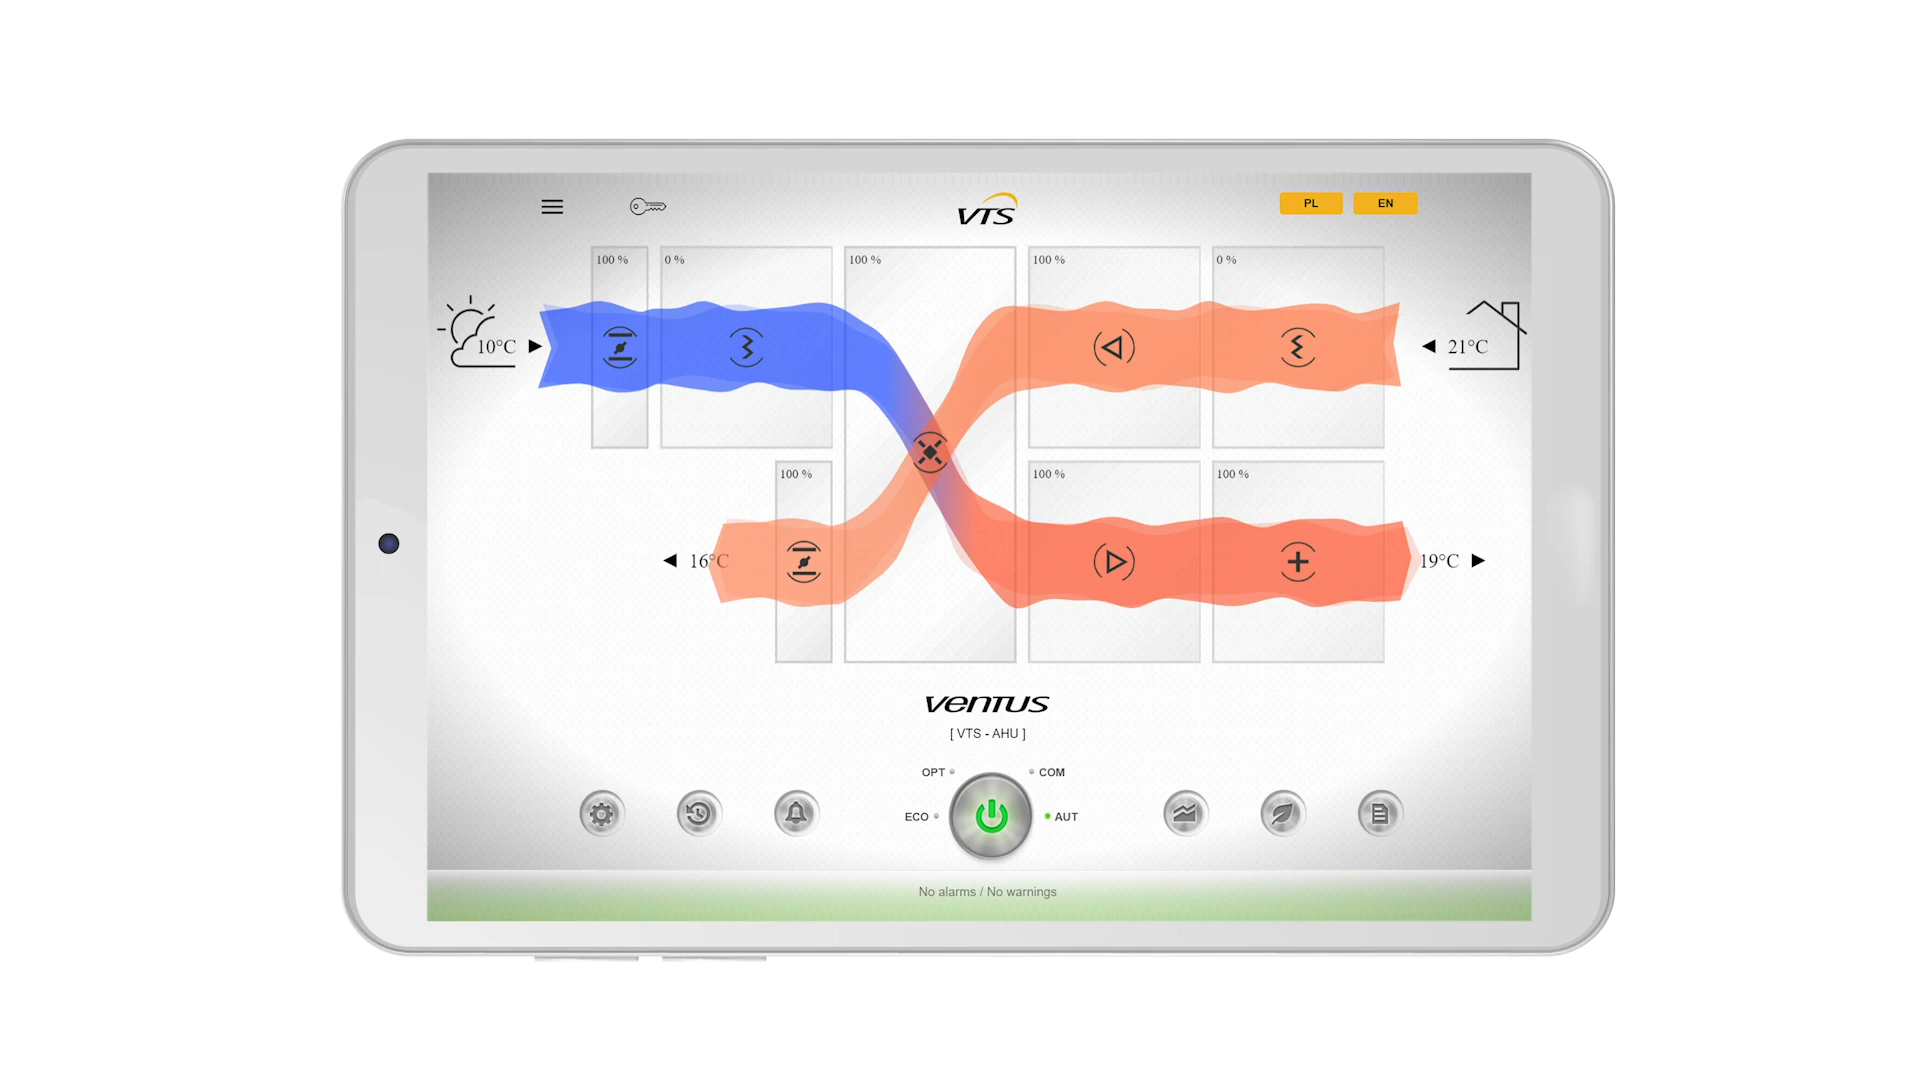 VTS
PL
EN
100 %
0 %
100 %
100 %
0 %
10°C
21°C
100 %
100 %
100 %
16°C
19°C
VENTUS
[ VTS - AHU ]
OPT
COM
ECO
AUT
No alarms / No warnings